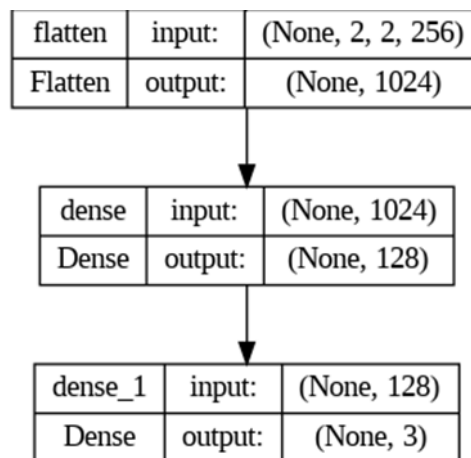 flatten input: (None, 2, 2, 256)
Flatten output: (None, 1024)
dense input: (None, 1024)
Dense output: (None, 128)
dense_1 input: (None, 128)
Dense output: (None, 3)